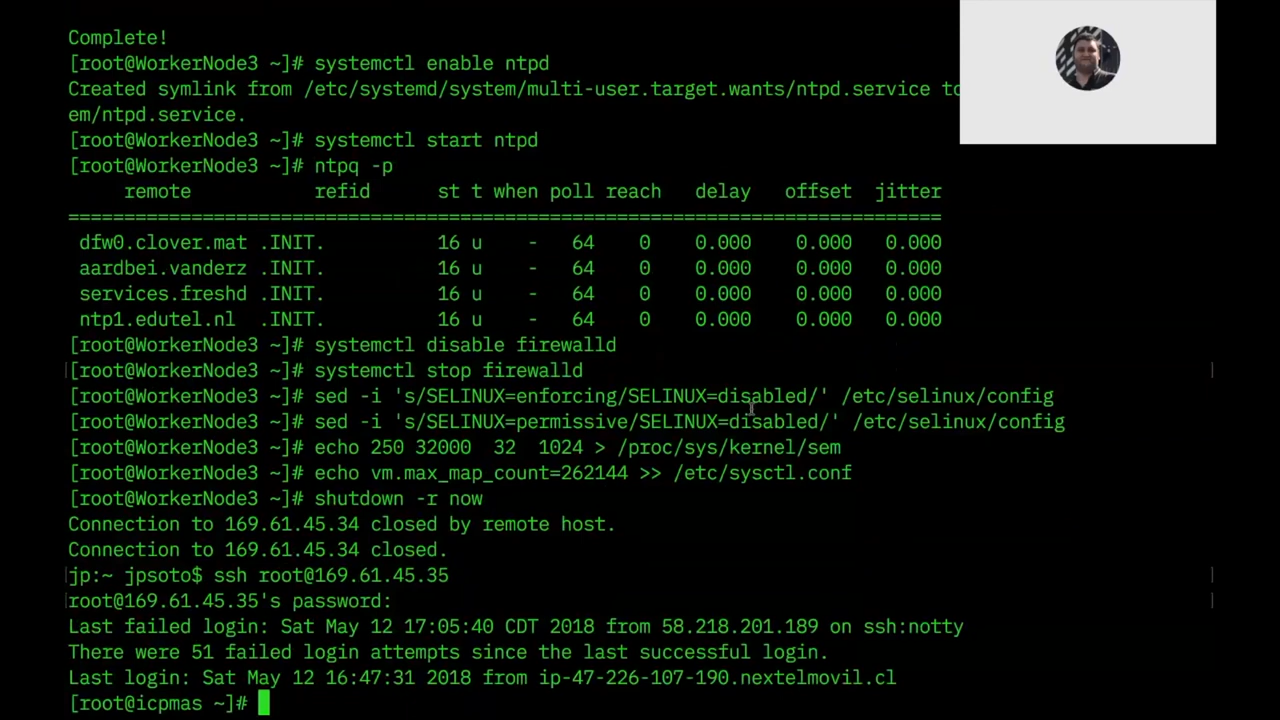 Complete!
[root@WorkerNode3 ~]# systemctl enable ntpd
Created symlink from /etc/systemd/system/multi-user.target.wants/ntpd.service to
em/ntpd.service.
[root@WorkerNode3 ~]# systemctl start ntpd
[root@WorkerNode3 ~]# ntpq -p
     remote           refid      st t when poll reach   delay   offset  jitter
==============================================================================
 dfw0.clover.mat .INIT.          16 u    -   64    0    0.000    0.000   0.000
 aardbei.vanderz .INIT.          16 u    -   64    0    0.000    0.000   0.000
 services.freshd .INIT.          16 u    -   64    0    0.000    0.000   0.000
 ntp1.edutel.nl  .INIT.          16 u    -   64    0    0.000    0.000   0.000
[root@WorkerNode3 ~]# systemctl disable firewalld
[root@WorkerNode3 ~]# systemctl stop firewalld
[root@WorkerNode3 ~]# sed -i 's/SELINUX=enforcing/SELINUX=disabled/' /etc/selinux/config
[root@WorkerNode3 ~]# sed -i 's/SELINUX=permissive/SELINUX=disabled/' /etc/selinux/config
[root@WorkerNode3 ~]# echo 250 32000  32  1024 > /proc/sys/kernel/sem
[root@WorkerNode3 ~]# echo vm.max_map_count=262144 >> /etc/sysctl.conf
[root@WorkerNode3 ~]# shutdown -r now
Connection to 169.61.45.34 closed by remote host.
Connection to 169.61.45.34 closed.
jp:~ jpsoto$ ssh root@169.61.45.35
root@169.61.45.35's password:
Last failed login: Sat May 12 17:05:40 CDT 2018 from 58.218.201.189 on ssh:notty
There were 51 failed login attempts since the last successful login.
Last login: Sat May 12 16:47:31 2018 from ip-47-226-107-190.nextelmovil.cl
[root@icpmas ~]#